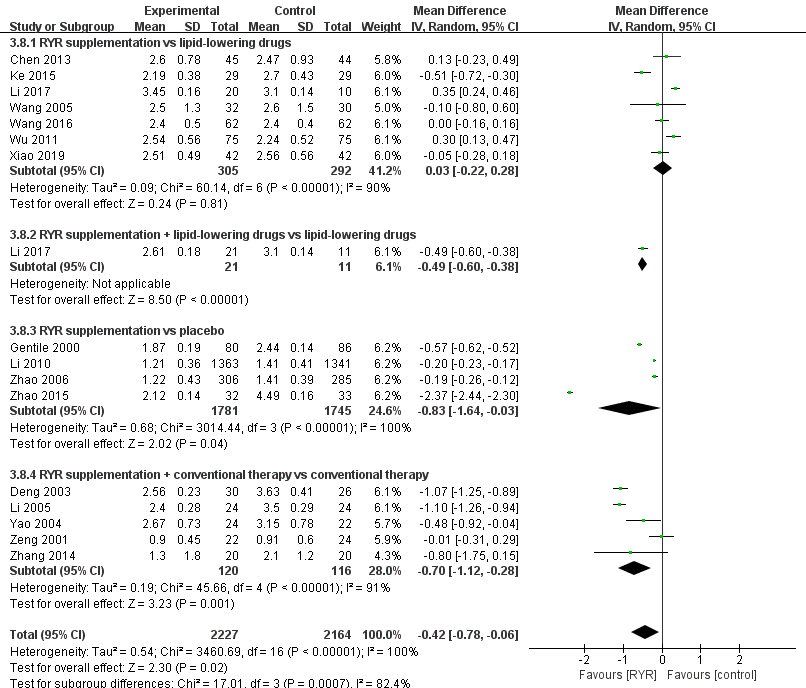 Experimental Control Mean Difference Mean Difference
Study or Subgroup Mean SD Total Mean SD Total Weight IV, Random, 95% CI IV, Random, 95% CI
3.8.1 RYR supplementation vs lipid-lowering drugs
Chen 2013 2.6 0.78 45 2.47 0.93 44 5.8% 0.13 [-0.23, 0.49]
Ke 2015 2.19 0.38 29 2.7 0.43 29 6.1% -0.51 [-0.72, -0.30]
Li 2017 3.45 0.16 20 3.1 0.14 10 6.1% 0.35 [0.24, 0.46]
Wang 2005 2.5 1.3 32 2.6 1.5 30 5.0% -0.10 [-0.80, 0.60]
Wang 2016 2.4 0.5 62 2.4 0.4 62 6.1% 0.00 [-0.16, 0.16]
Wu 2011 2.54 0.56 75 2.24 0.52 75 6.1% 0.30 [0.13, 0.47]
Xiao 2019 2.51 0.49 42 2.56 0.56 42 6.0% -0.05 [-0.28, 0.18]
Subtotal (95% CI) 305 292 41.2% 0.03 [-0.22, 0.28]
Heterogeneity: Tau² = 0.09; Chi² = 60.14, df = 6 (P < 0.00001); I² = 90%
Test for overall effect: Z = 0.24 (P = 0.81)
3.8.2 RYR supplementation + lipid-lowering drugs vs lipid-lowering drugs
Li 2017 2.61 0.18 21 3.1 0.14 11 6.1% -0.49 [-0.60, -0.38]
Subtotal (95% CI) 21 11 6.1% -0.49 [-0.60, -0.38]
Heterogeneity: Not applicable
Test for overall effect: Z = 8.50 (P < 0.00001)
3.8.3 RYR supplementation vs placebo
Gentile 2000 1.87 0.19 80 2.44 0.14 86 6.2% -0.57 [-0.62, -0.52]
Li 2010 1.21 0.36 1363 1.41 0.41 1341 6.2% -0.20 [-0.23, -0.17]
Zhao 2006 1.22 0.43 306 1.41 0.39 285 6.2% -0.19 [-0.26, -0.12]
Zhao 2015 2.12 0.14 32 4.49 0.16 33 6.2% -2.37 [-2.44, -2.30]
Subtotal (95% CI) 1781 1745 24.6% -0.83 [-1.64, -0.03]
Heterogeneity: Tau² = 0.68; Chi² = 3014.44, df = 3 (P < 0.00001); I² = 100%
Test for overall effect: Z = 2.02 (P = 0.04)
3.8.4 RYR supplementation + conventional therapy vs conventional therapy
Deng 2003 2.56 0.23 30 3.63 0.41 26 6.1% -1.07 [-1.25, -0.89]
Li 2005 2.4 0.28 24 3.5 0.29 24 6.1% -1.10 [-1.26, -0.94]
Yao 2004 2.67 0.73 24 3.15 0.78 22 5.6% -0.48 [-0.92, -0.04]
Zeng 2001 0.9 0.45 22 0.91 0.6 24 5.9% -0.01 [-0.31, 0.29]
Zhang 2014 1.3 1.8 20 2.1 1.2 20 4.3% -0.80 [-1.75, 0.15]
Subtotal (95% CI) 120 116 28.0% -0.70 [-1.12, -0.28]
Heterogeneity: Tau² = 0.19; Chi² = 45.66, df = 4 (P < 0.00001); I² = 91%
Test for overall effect: Z = 3.23 (P = 0.001)
Total (95% CI) 2227 2164 100.0% -0.42 [-0.78, -0.06]
Heterogeneity: Tau² = 0.54; Chi² = 3460.69, df = 16 (P < 0.00001); I² = 100%
Test for overall effect: Z = 2.30 (P = 0.02)
Test for subgroup differences: Chi² = 17.01, df = 3 (P = 0.0007), I² = 82.4%
-2 -1 0 1 2
Favours [RYR] Favours [control]